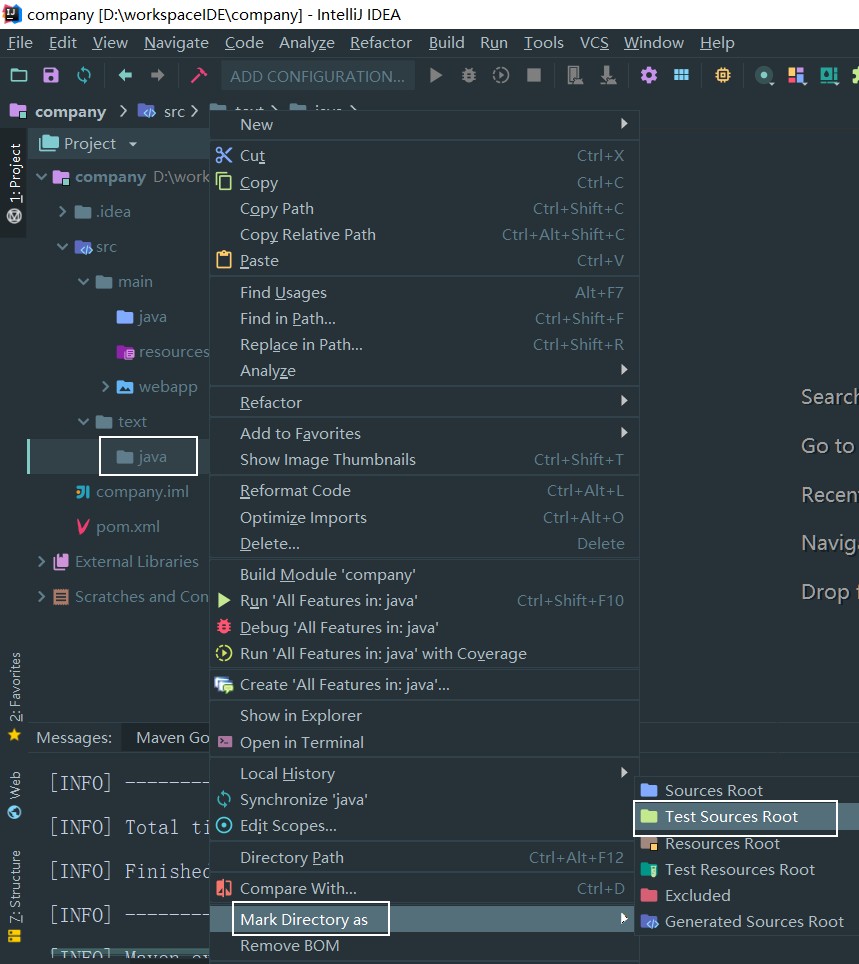 company [D:\workspaceIDE\company] - IntelliJ IDEA
File Edit View Navigate Code Analyze Refactor Build Run Tools VCS Window Help
ADD CONFIGURATION...
company src text java
1: Project
Project
company D:\work
.idea
src
main
java
resources
webapp
text
java
company.iml
pom.xml
External Libraries
Scratches and Con
New
Cut Ctrl+X
Copy Ctrl+C
Copy Path Ctrl+Shift+C
Copy Relative Path Ctrl+Alt+Shift+C
Paste Ctrl+V
Find Usages Alt+F7
Find in Path... Ctrl+Shift+F
Replace in Path... Ctrl+Shift+R
Analyze
Refactor
Add to Favorites
Show Image Thumbnails Ctrl+Shift+T
Reformat Code Ctrl+Alt+L
Optimize Imports Ctrl+Alt+O
Delete... Delete
Build Module 'company'
Run 'All Features in: java' Ctrl+Shift+F10
Debug 'All Features in: java'
Run 'All Features in: java' with Coverage
Create 'All Features in: java'...
Show in Explorer
Open in Terminal
Local History
Synchronize 'java'
Edit Scopes...
Directory Path Ctrl+Alt+F12
Compare With... Ctrl+D
Mark Directory as
Remove BOM
Sources Root
Test Sources Root
Resources Root
Test Resources Root
Excluded
Generated Sources Root
Search
Go to
Recen
Naviga
Drop
2: Favorites
Web
7: Structure
Messages: Maven Go
[INFO] --------
[INFO] Total ti
[INFO] Finished
[INFO] --------
[INFO] Maven